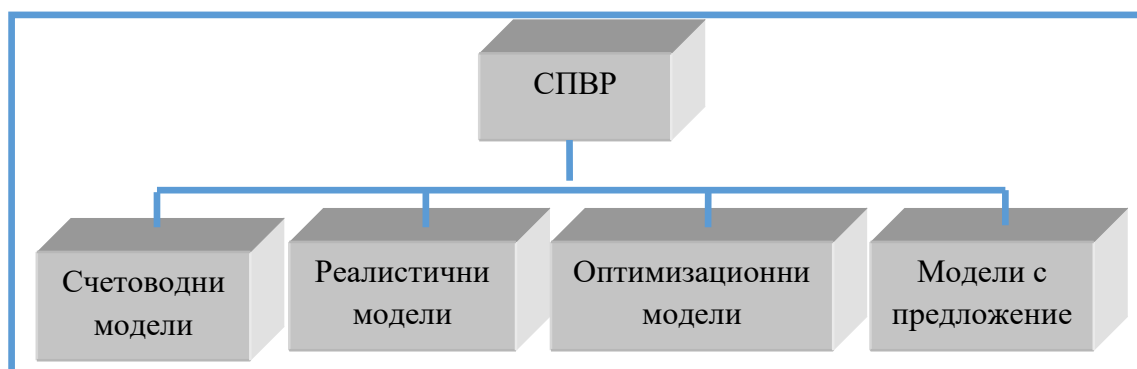 СПВР
Счетоводни
модели
Реалистични
модели
Оптимизационни
модели
Модели с
предложение